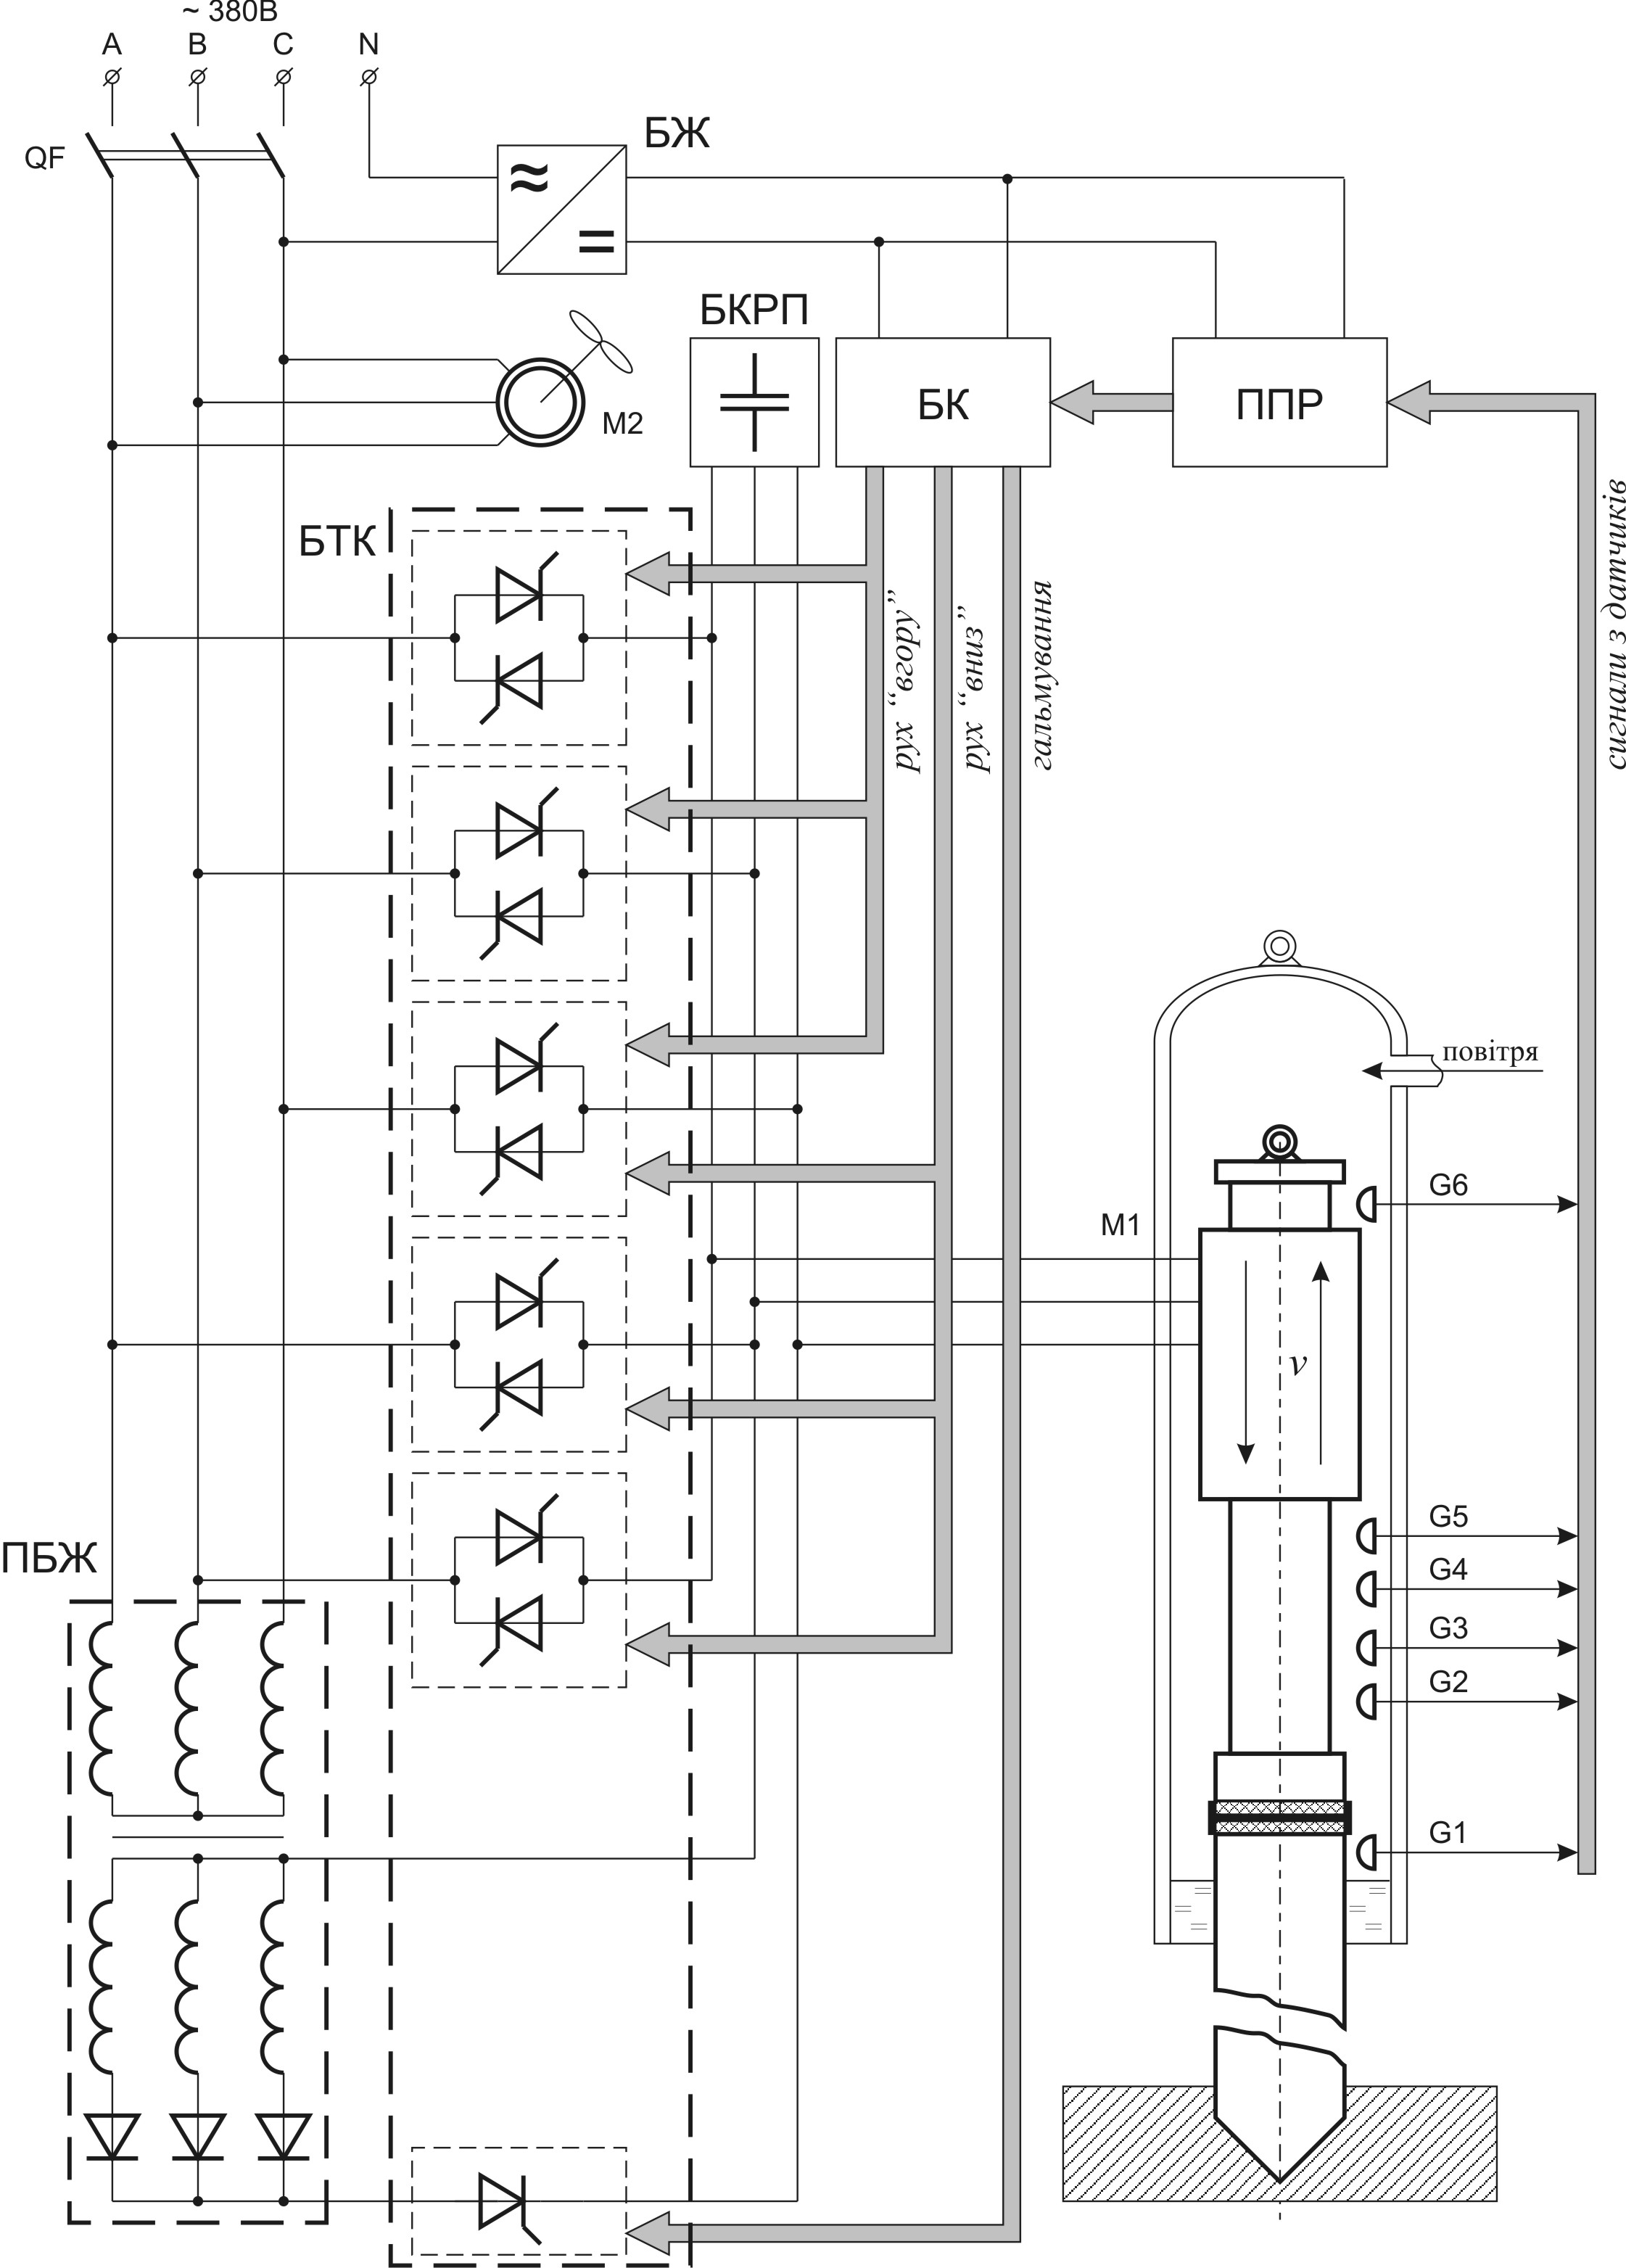 ~ 380В
A B C N
QF
БЖ
БКРП
M2
БК
ППР
БТК
рух “вгору”
рух “вниз”
гальмування
сигнали з датчиків
повітря
G6
M1
v
G5
ПБЖ
G4
G3
G2
G1